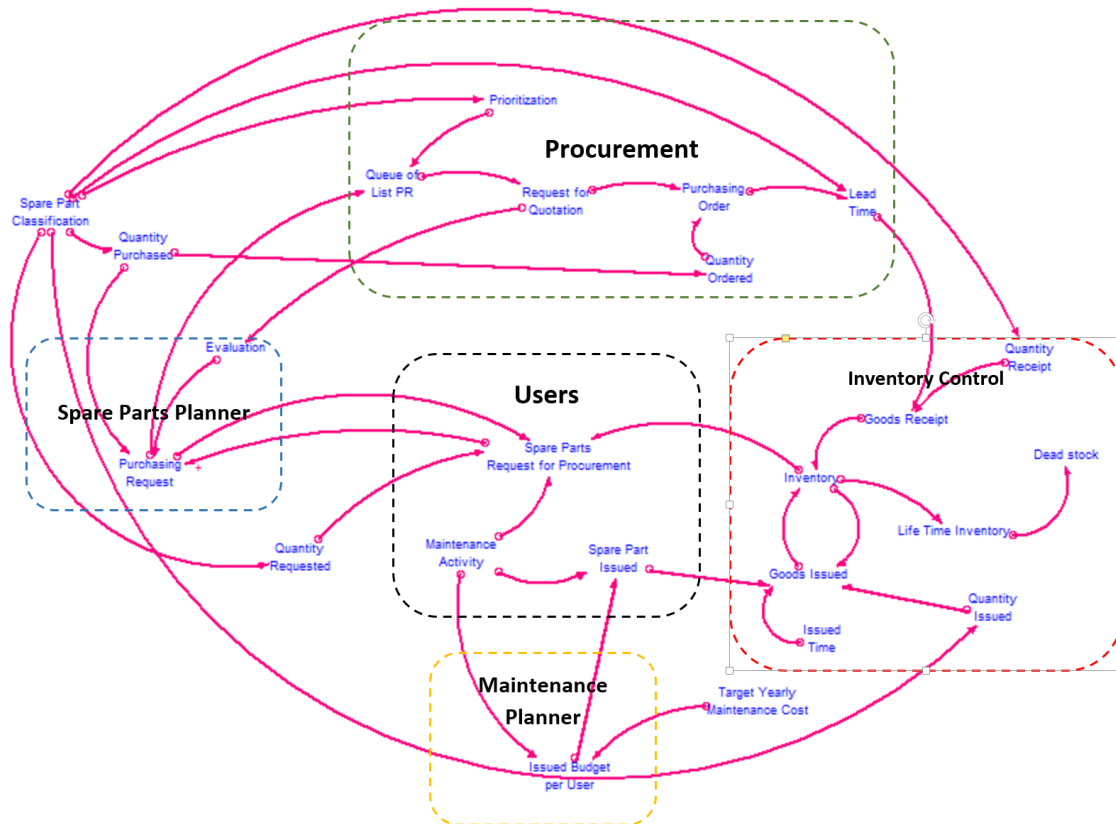 Prioritization
Procurement
Queue of
List PR
Request for
Quotation
Purchasing
Order
Lead
Time
Spare Part
Classification
Quantity
Purchased
Quantity
Ordered
Evaluation
Spare Parts Planner
Purchasing
Request
Users
Spare Parts
Request for Procurement
Quantity
Receipt
Inventory Control
Goods Receipt
Dead stock
Inventory
Life Time Inventory
Quantity
Requested
Maintenance
Activity
Spare Part
Issued
Goods Issued
Quantity
Issued
Issued
Time
Maintenance
Planner
Target Yearly
Maintenance Cost
Issued Budget
per User